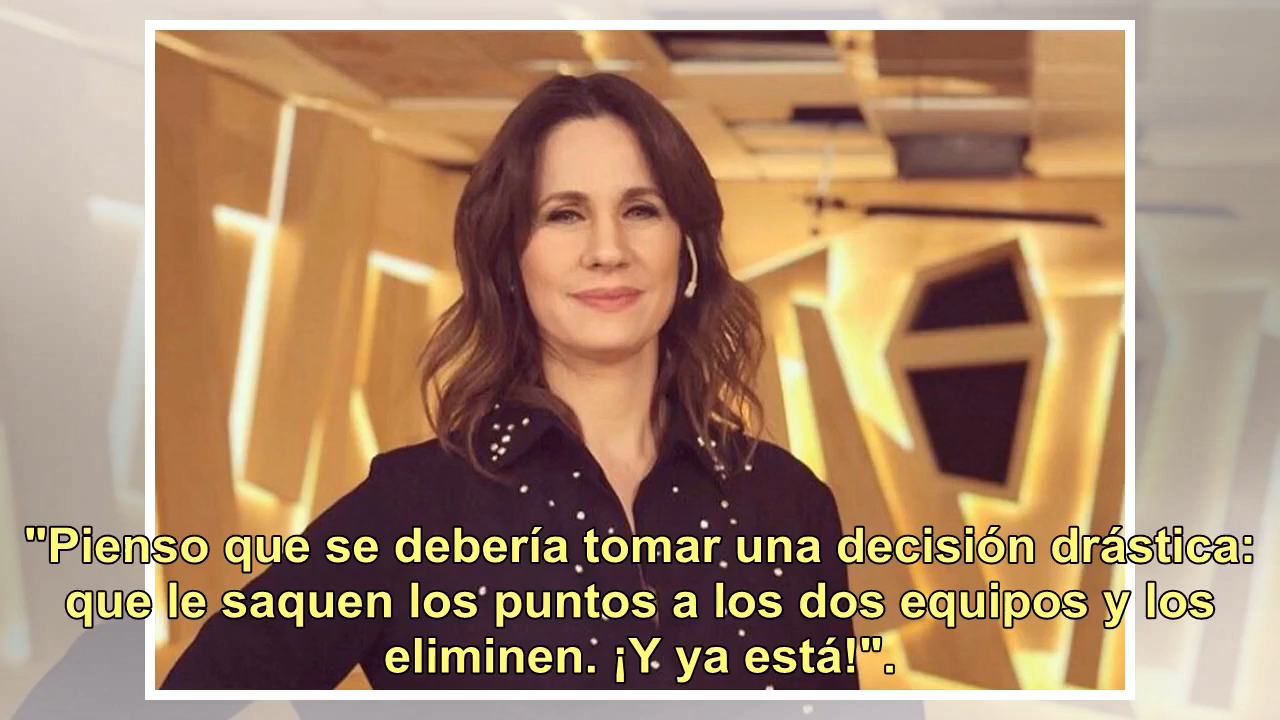 "Pienso que se debería tomar una decisión drástica:
que le saquen los puntos a los dos equipos y los
eliminen. ¡Y ya está!".